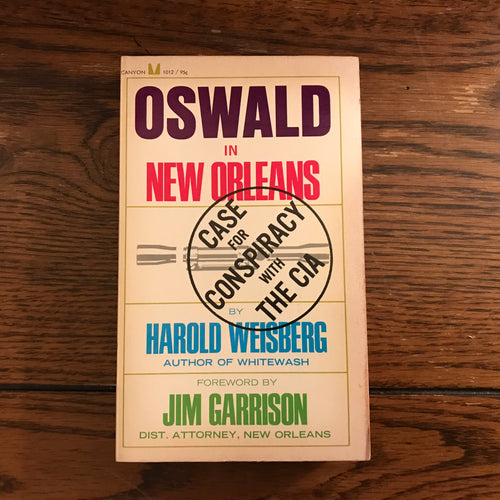 CANYON 1012 / 95¢
OSWALD
IN
NEW ORLEANS
CASE
FOR
CONSPIRACY
WITH
THE CIA
BY
HAROLD WEISBERG
AUTHOR OF WHITEWASH
FOREWORD BY
JIM GARRISON
DIST. ATTORNEY, NEW ORLEANS